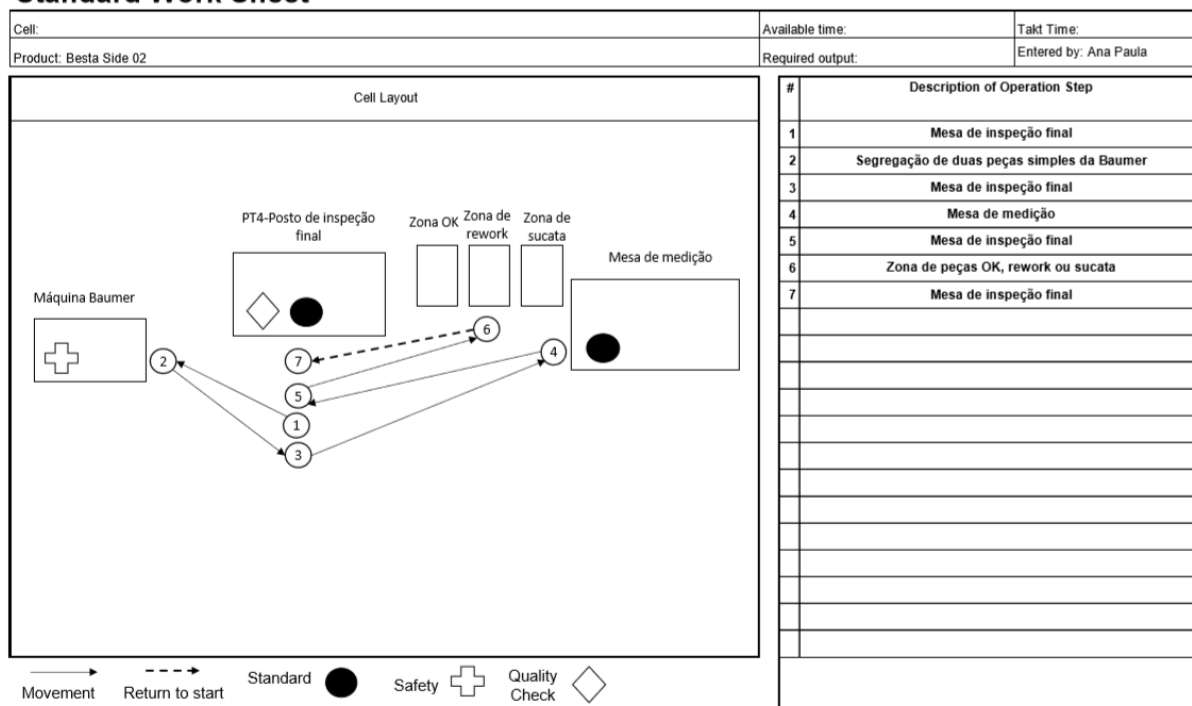 Standard Work Sheet
Cell:
Available time:
Takt Time:
Product: Besta Side 02
Required output:
Entered by: Ana Paula
Cell Layout
PT4-Posto de inspeção
final
Zona OK
Zona de
rework
Zona de
sucata
Mesa de medição
Máquina Baumer
2
7
5
1
3
6
4
Movement
Return to start
Standard
Safety
Quality
Check
# Description of Operation Step
1 Mesa de inspeção final
2 Segregação de duas peças simples da Baumer
3 Mesa de inspeção final
4 Mesa de medição
5 Mesa de inspeção final
6 Zona de peças OK, rework ou sucata
7 Mesa de inspeção final